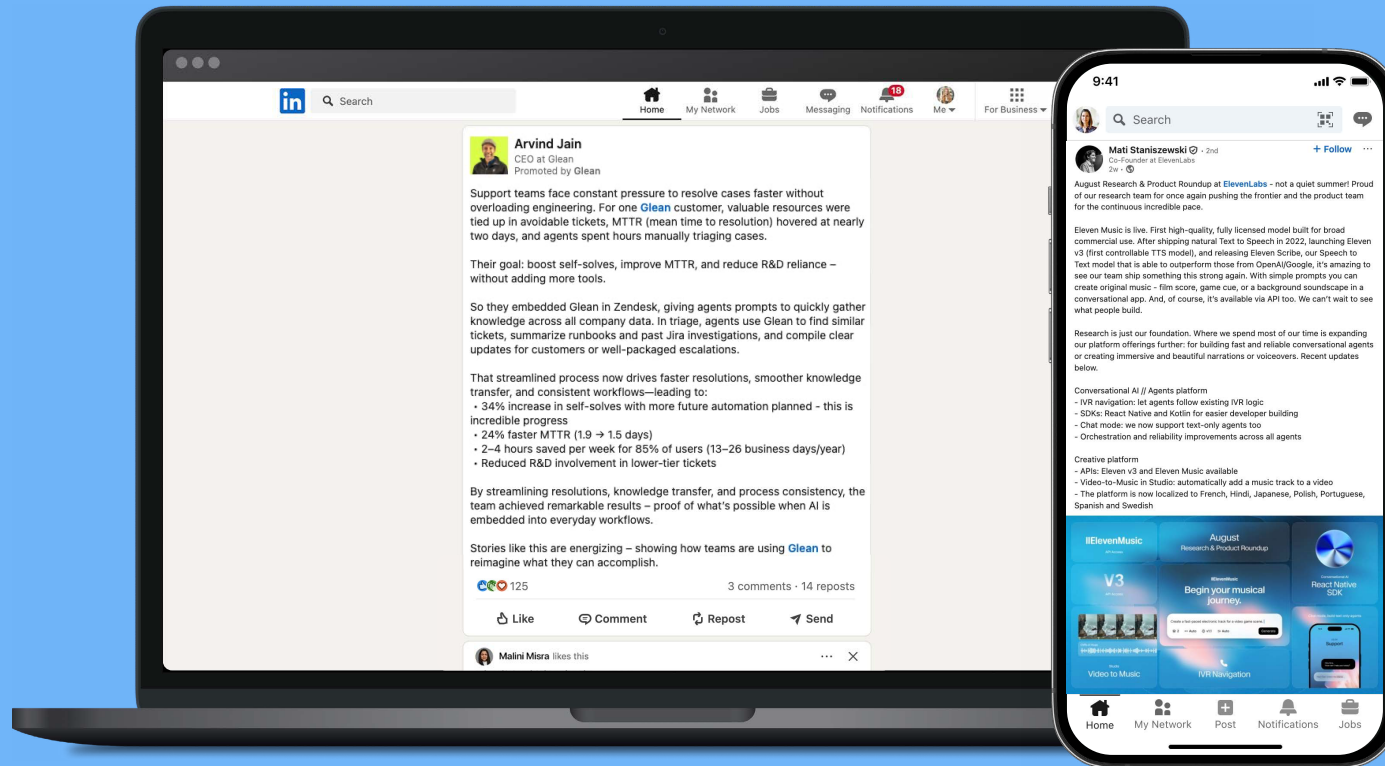 in
Search
Home
My Network
Jobs
Messaging
18
Notifications
Me
For Business
Arvind Jain
CEO at Glean
Promoted by Glean
Support teams face constant pressure to resolve cases faster without
overloading engineering. For one Glean customer, valuable resources were
tied up in avoidable tickets, MTTR (mean time to resolution) hovered at nearly
two days, and agents spent hours manually triaging cases.
Their goal: boost self-solves, improve MTTR, and reduce R&D reliance –
without adding more tools.
So they embedded Glean in Zendesk, giving agents prompts to quickly gather
knowledge across all company data. In triage, agents use Glean to find similar
tickets, summarize runbooks and past Jira investigations, and compile clear
updates for customers or well-packaged escalations.
That streamlined process now drives faster resolutions, smoother knowledge
transfer, and consistent workflows—leading to:
• 34% increase in self-solves with more future automation planned - this is
incredible progress
• 24% faster MTTR (1.9 → 1.5 days)
• 2–4 hours saved per week for 85% of users (13–26 business days/year)
• Reduced R&D involvement in lower-tier tickets
By streamlining resolutions, knowledge transfer, and process consistency, the
team achieved remarkable results – proof of what's possible when AI is
embedded into everyday workflows.
Stories like this are energizing – showing how teams are using Glean to
reimagine what they can accomplish.
125
3 comments · 14 reposts
Like
Comment
Repost
Send
Malini Misra likes this
9:41
Search
Mati Staniszewski · 2nd
+ Follow
Co-Founder at ElevenLabs
2w •
August Research & Product Roundup at ElevenLabs - not a quiet summer! Proud
of our research team for once again pushing the frontier and the product team
for the continuous incredible pace.
Eleven Music is live. First high-quality, fully licensed model built for broad
commercial use. After shipping natural Text to Speech in 2022, launching Eleven
v3 (first controllable TTS model), and releasing Eleven Scribe, our Speech to
Text model that is able to outperform those from OpenAI/Google, it's amazing to
see our team ship something this strong again. With simple prompts you can
create original music - film score, game cue, or a background soundscape in a
conversational app. And, of course, it's available via API too. We can't wait to see
what people build.
Research is just our foundation. Where we spend most of our time is expanding
our platform offerings further: for building fast and reliable conversational agents
or creating immersive and beautiful narrations or voiceovers. Recent updates
below.
Conversational AI // Agents platform
- IVR navigation: let agents follow existing IVR logic
- SDKs: React Native and Kotlin for easier developer building
- Chat mode: we now support text-only agents too
- Orchestration and reliability improvements across all agents
Creative platform
- APIs: Eleven v3 and Eleven Music available
- Video-to-Music in Studio: automatically add a music track to a video
- The platform is now localized to French, Hindi, Japanese, Polish, Portuguese,
Spanish and Swedish
IIElevenMusic
August
Research & Product Roundup
V3
IIElevenMusic
Begin your musical
journey.
React Native
SDK
Create a fast-paced electronic track for a video game scene.
Support
Studio
Video to Music
IVR Navigation
Home
My Network
Post
Notifications
Jobs